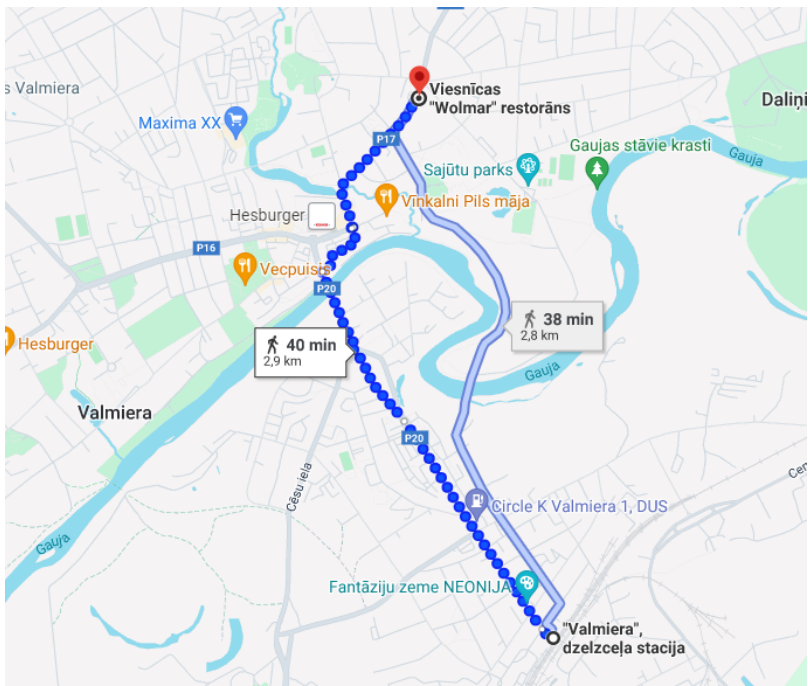 s Valmiera
Maxima XX
Viesnīcas
"Wolmar" restorāns
Daliņi
P17
Gaujas stāvie krasti
Gauja
Sajūtu parks
Vīnkalni Pils māja
Hesburger
P16
Vecpuisis
P20
38 min
2,8 km
Hesburger
40 min
2,9 km
Gauja
Valmiera
P20
Cēsu iela
Cen
Circle K Valmiera 1, DUS
Gauja
Fantāziju zeme NEONIJA
"Valmiera",
dzelzceļa stacija